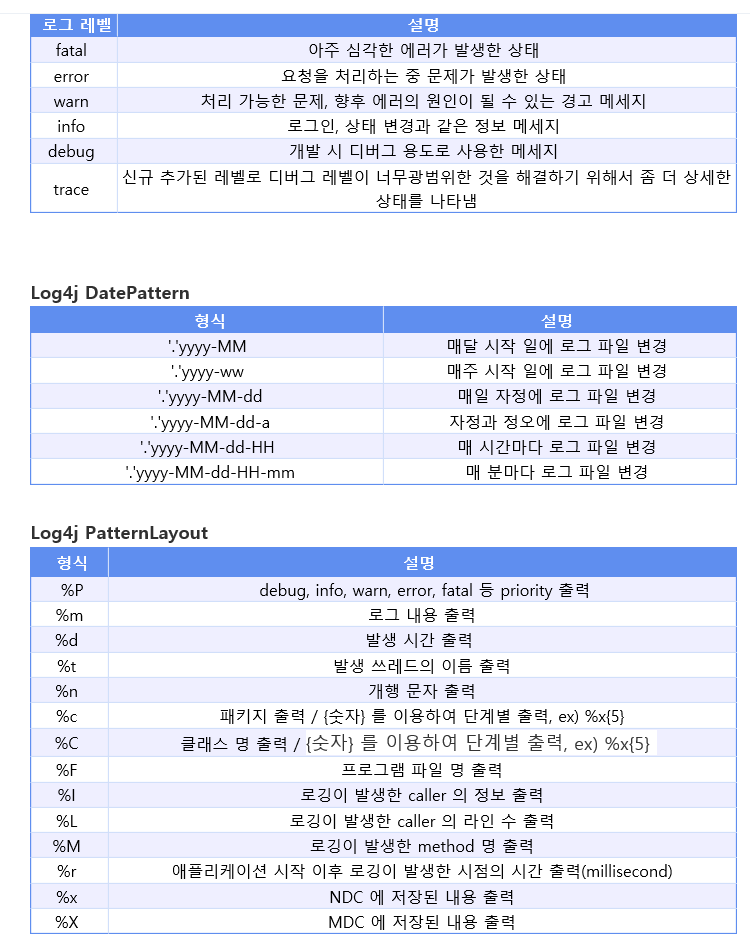 로그 레벨 설명
fatal 아주 심각한 에러가 발생한 상태
error 요청을 처리하는 중 문제가 발생한 상태
warn 처리 가능한 문제, 향후 에러의 원인이 될 수 있는 경고 메세지
info 로그인, 상태 변경과 같은 정보 메세지
debug 개발 시 디버그 용도로 사용한 메세지
trace 신규 추가된 레벨로 디버그 레벨이 너무광범위한 것을 해결하기 위해서 좀 더 상세한
상태를 나타냄
Log4j DatePattern
형식 설명
'.'yyyy-MM 매달 시작 일에 로그 파일 변경
'.'yyyy-ww 매주 시작 일에 로그 파일 변경
'.'yyyy-MM-dd 매일 자정에 로그 파일 변경
'.'yyyy-MM-dd-a 자정과 정오에 로그 파일 변경
'.'yyyy-MM-dd-HH 매 시간마다 로그 파일 변경
'.'yyyy-MM-dd-HH-mm 매 분마다 로그 파일 변경
Log4j PatternLayout
형식 설명
%P debug, info, warn, error, fatal 등 priority 출력
%m 로그 내용 출력
%d 발생 시간 출력
%t 발생 쓰레드의 이름 출력
%n 개행 문자 출력
%c 패키지 출력 / {숫자} 를 이용하여 단계별 출력, ex) %x{5}
%C 클래스 명 출력 / {숫자} 를 이용하여 단계별 출력, ex) %x{5}
%F 프로그램 파일 명 출력
%I 로깅이 발생한 caller 의 정보 출력
%L 로깅이 발생한 caller 의 라인 수 출력
%M 로깅이 발생한 method 명 출력
%r 애플리케이션 시작 이후 로깅이 발생한 시점의 시간 출력(millisecond)
%x NDC 에 저장된 내용 출력
%X MDC 에 저장된 내용 출력